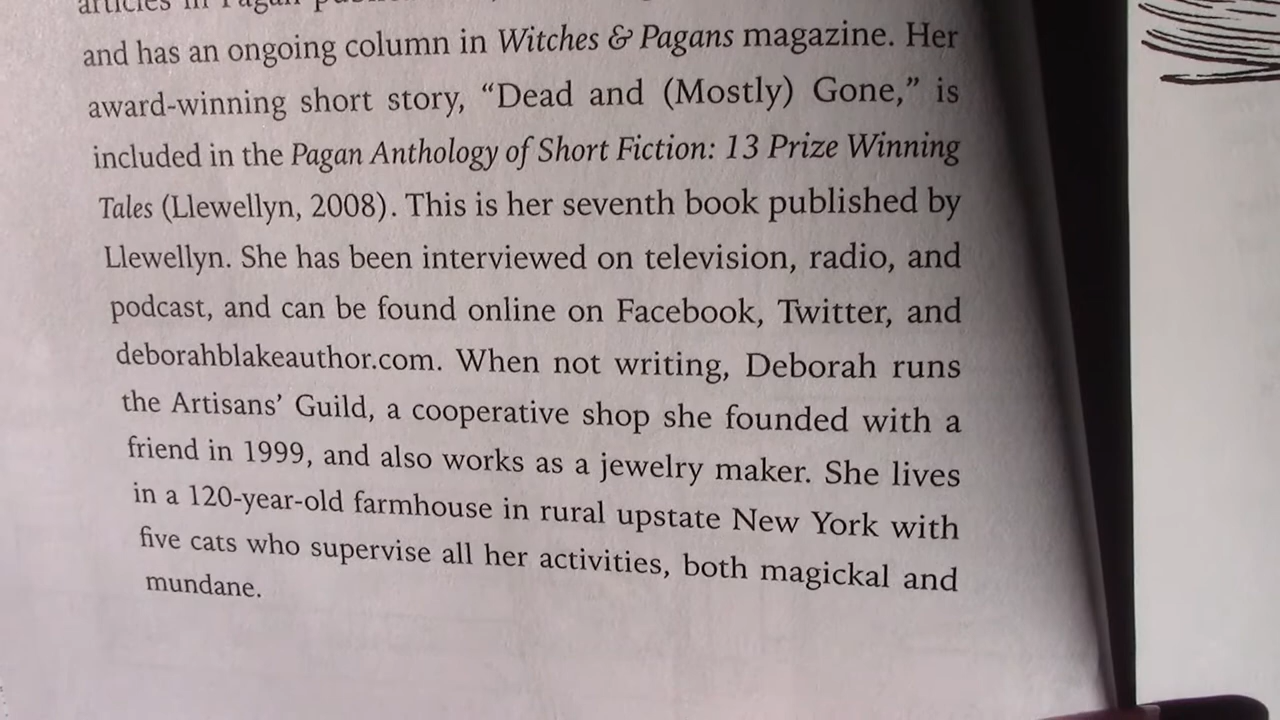 articles in Pagan
and has an ongoing column in Witches & Pagans magazine. Her
award-winning short story, “Dead and (Mostly) Gone,” is
included in the Pagan Anthology of Short Fiction: 13 Prize Winning
Tales (Llewellyn, 2008). This is her seventh book published by
Llewellyn. She has been interviewed on television, radio, and
podcast, and can be found online on Facebook, Twitter, and
deborahblakeauthor.com. When not writing, Deborah runs
the Artisans’ Guild, a cooperative shop she founded with a
friend in 1999, and also works as a jewelry maker. She lives
in a 120-year-old farmhouse in rural upstate New York with
five cats who supervise all her activities, both magickal and
mundane.